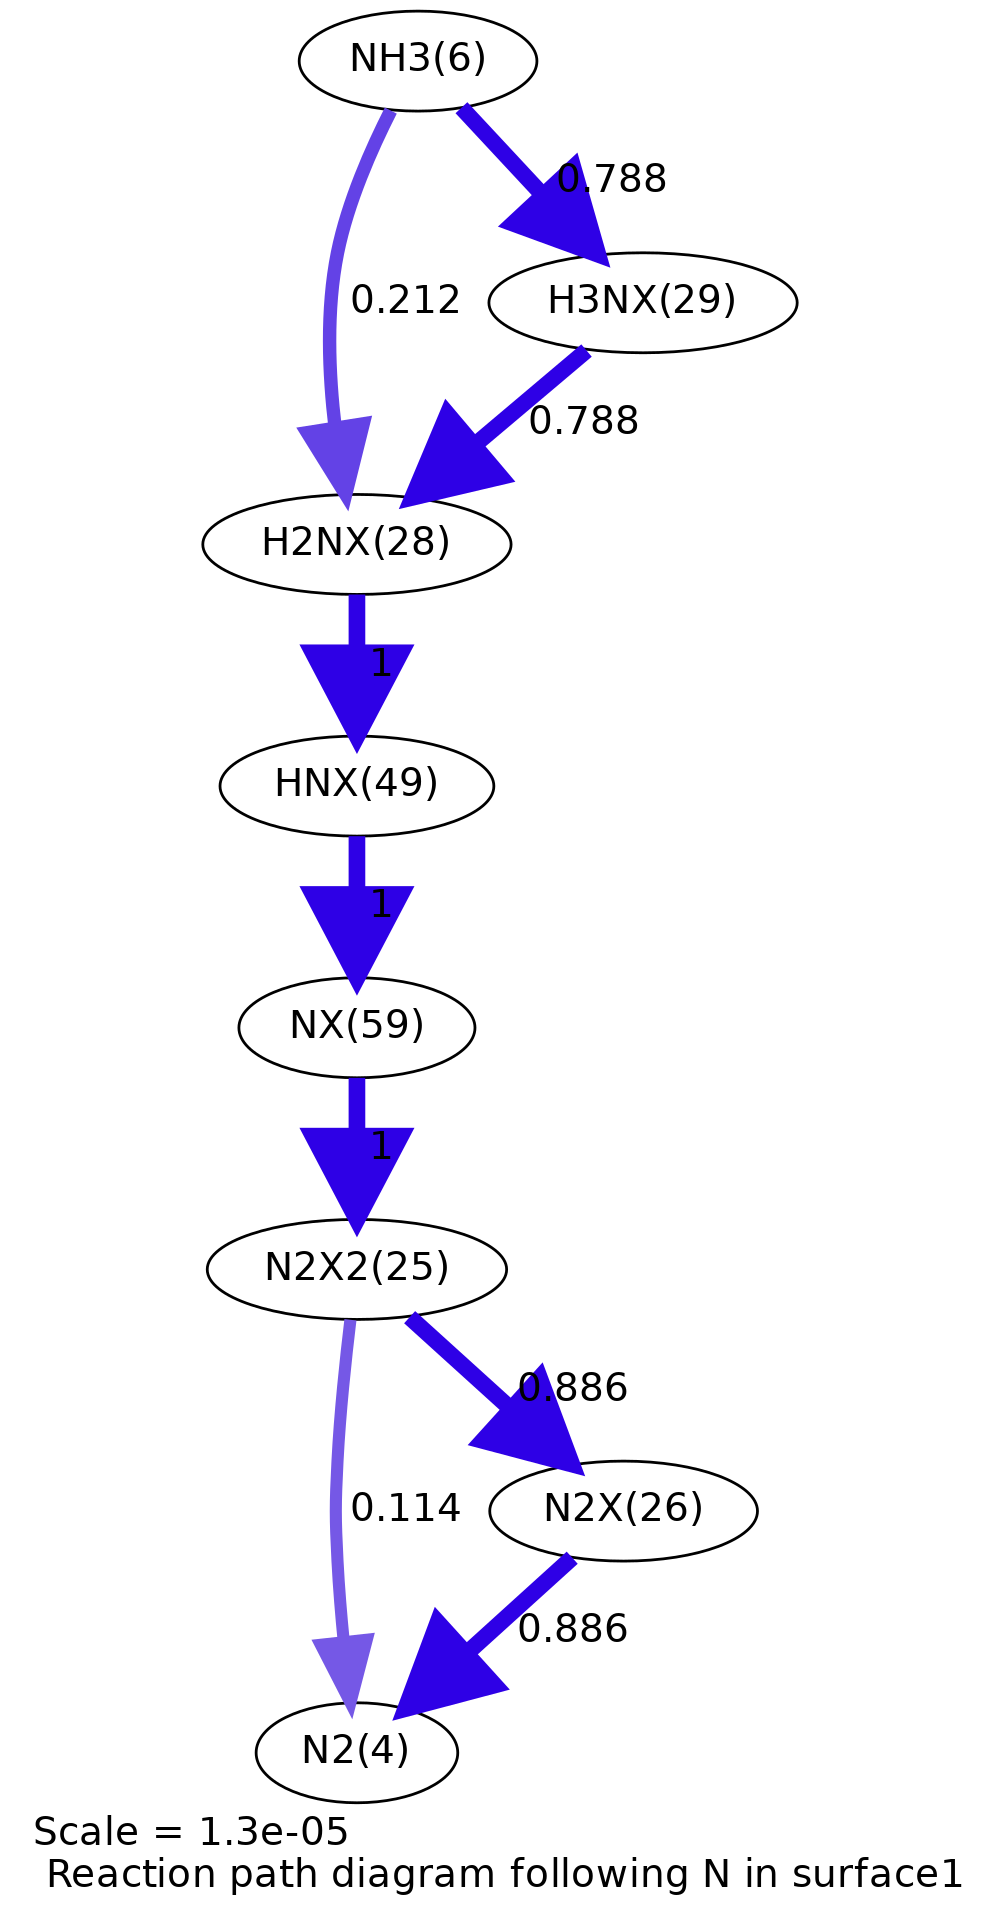 NH3(6)
0.788
0.212
H3NX(29)
0.788
H2NX(28)
1
HNX(49)
1
NX(59)
1
N2X2(25)
0.886
0.114
N2X(26)
0.886
N2(4)
Scale = 1.3e-05
Reaction path diagram following N in surface1